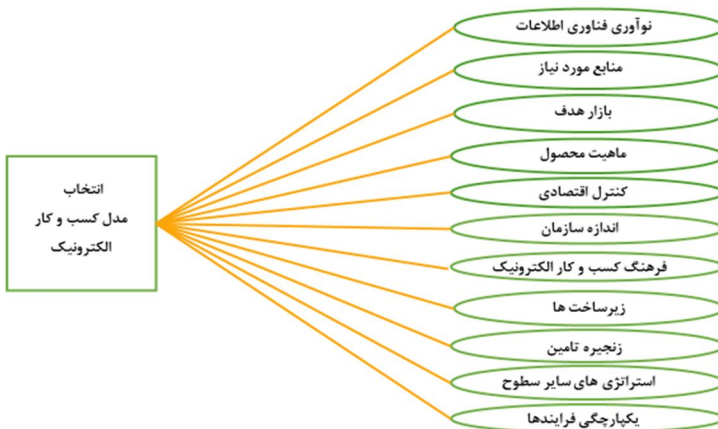 نوآوری فناوری اطلاعات
منابع مورد نیاز
بازار هدف
ماهیت محصول
کنترل اقتصادی
اندازه سازمان
فرهنگ کسب و کار الکترونیک
زیرساخت ها
زنجیره تامین
استراتژی های سایر سطوح
یکپارچگی فرایندها
انتخاب
مدل کسب و کار
الکترونیک